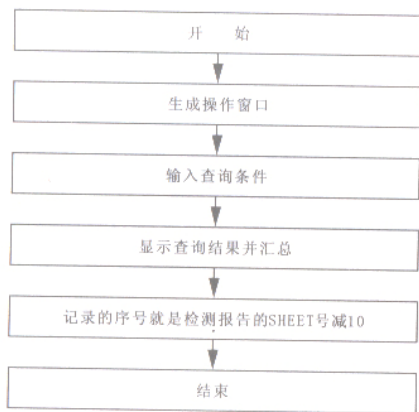 开 始
生成操作窗口
输入查询条件
显示查询结果并汇总
记录的序号就是检测报告的SHEET号减10
结束